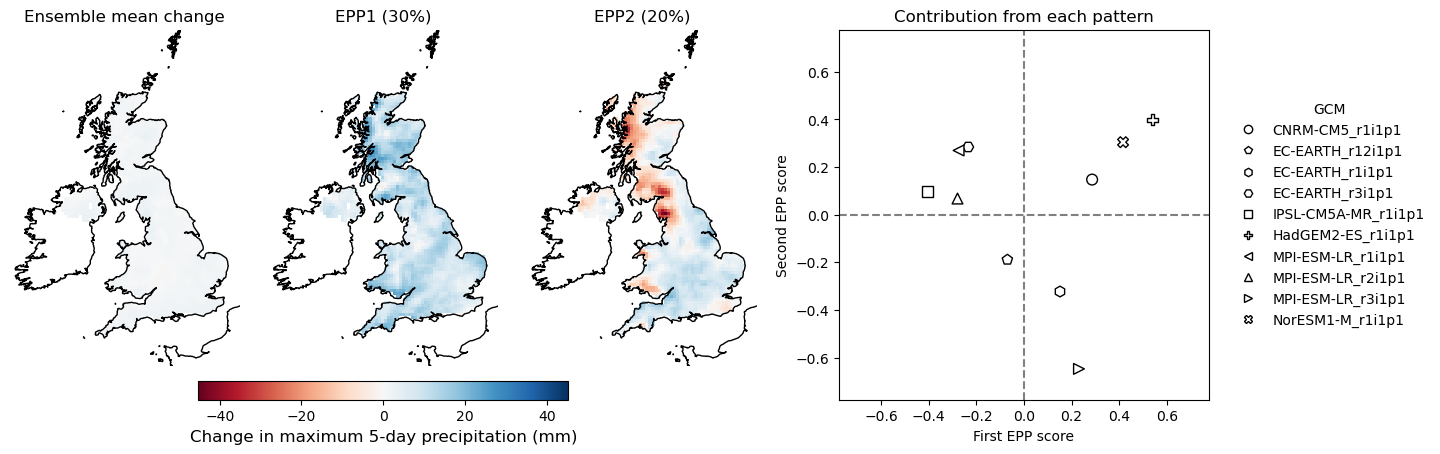 Ensemble mean change
EPP1 (30%)
EPP2 (20%)
−40 −20 0 20 40
Change in maximum 5-day precipitation (mm)
Contribution from each pattern
Second EPP score
0.6
0.4
0.2
0.0
−0.2
−0.4
−0.6
−0.6 −0.4 −0.2 0.0 0.2 0.4 0.6
First EPP score
GCM
CNRM-CM5_r1i1p1
EC-EARTH_r12i1p1
EC-EARTH_r1i1p1
EC-EARTH_r3i1p1
IPSL-CM5A-MR_r1i1p1
HadGEM2-ES_r1i1p1
MPI-ESM-LR_r1i1p1
MPI-ESM-LR_r2i1p1
MPI-ESM-LR_r3i1p1
NorESM1-M_r1i1p1